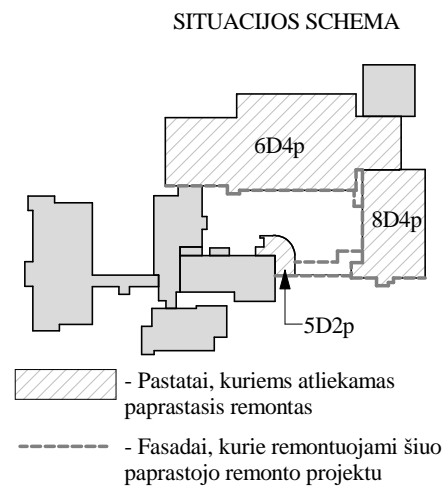 SITUACIJOS SCHEMA
6D4p
8D4p
5D2p
- Pastatai, kuriems atliekamas
paprastasis remontas
- Fasadai, kurie remontuojami šiuo
paprastojo remonto projektu